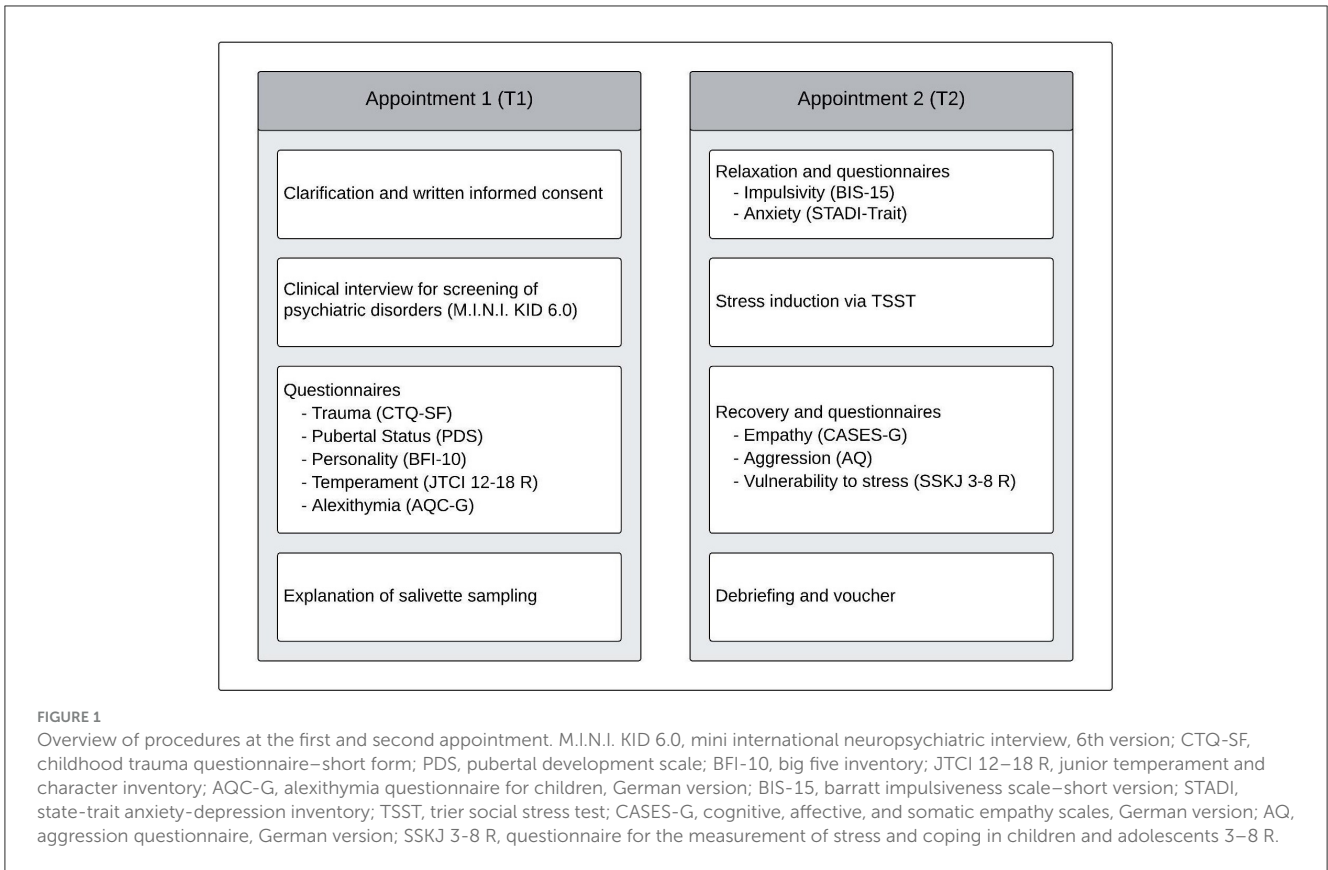 Appointment 1 (T1)
Clarification and written informed consent
Clinical interview for screening of
psychiatric disorders (M.I.N.I. KID 6.0)
Questionnaires
- Trauma (CTQ-SF)
- Pubertal Status (PDS)
- Personality (BFI-10)
- Temperament (JTCI 12-18 R)
- Alexithymia (AQC-G)
Explanation of salivette sampling
Appointment 2 (T2)
Relaxation and questionnaires
- Impulsivity (BIS-15)
- Anxiety (STADI-Trait)
Stress induction via TSST
Recovery and questionnaires
- Empathy (CASES-G)
- Aggression (AQ)
- Vulnerability to stress (SSKJ 3-8 R)
Debriefing and voucher
FIGURE 1
Overview of procedures at the first and second appointment. M.I.N.I. KID 6.0, mini international neuropsychiatric interview, 6th version; CTQ-SF,
childhood trauma questionnaire–short form; PDS, pubertal development scale; BFI-10, big five inventory; JTCI 12–18 R, junior temperament and
character inventory; AQC-G, alexithymia questionnaire for children, German version; BIS-15, barratt impulsiveness scale–short version; STADI,
state-trait anxiety-depression inventory; TSST, trier social stress test; CASES-G, cognitive, affective, and somatic empathy scales, German version; AQ,
aggression questionnaire, German version; SSKJ 3-8 R, questionnaire for the measurement of stress and coping in children and adolescents 3–8 R.